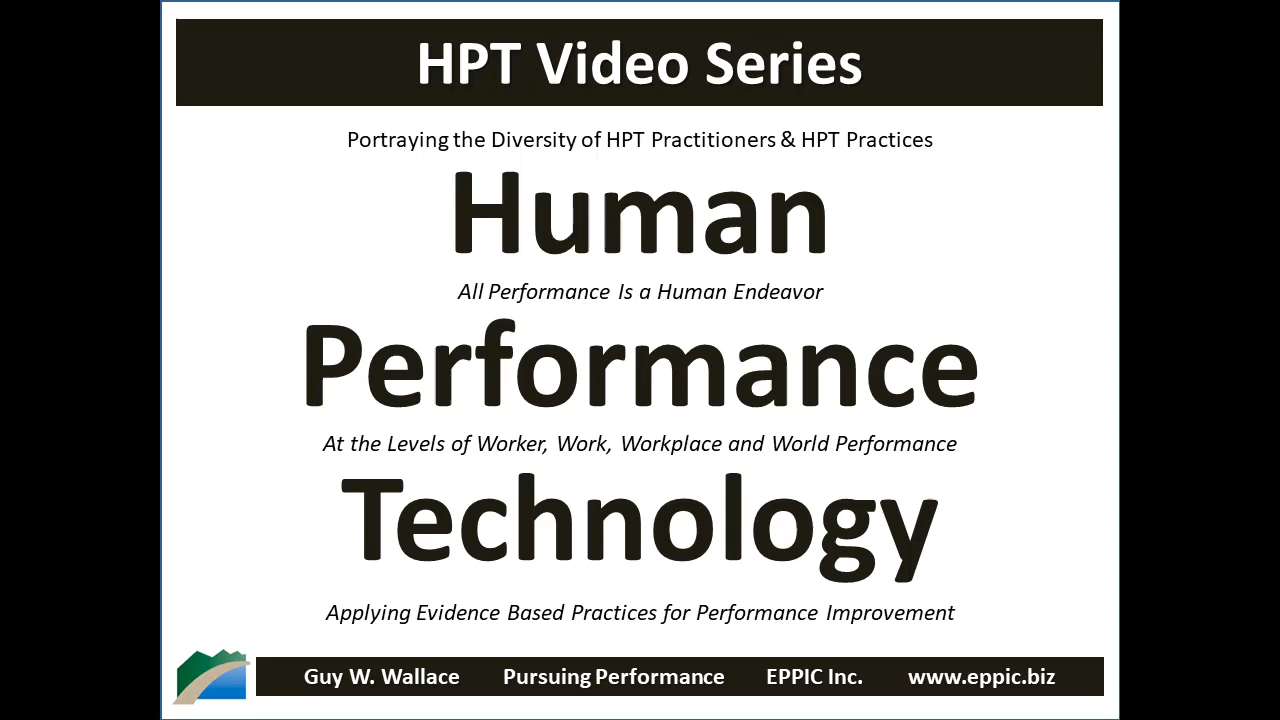 HPT Video Series
Portraying the Diversity of HPT Practitioners & HPT Practices
Human
All Performance Is a Human Endeavor
Performance
At the Levels of Worker, Work, Workplace and World Performance
Technology
Applying Evidence Based Practices for Performance Improvement
Guy W. Wallace Pursuing Performance EPPIC Inc. www.eppic.biz